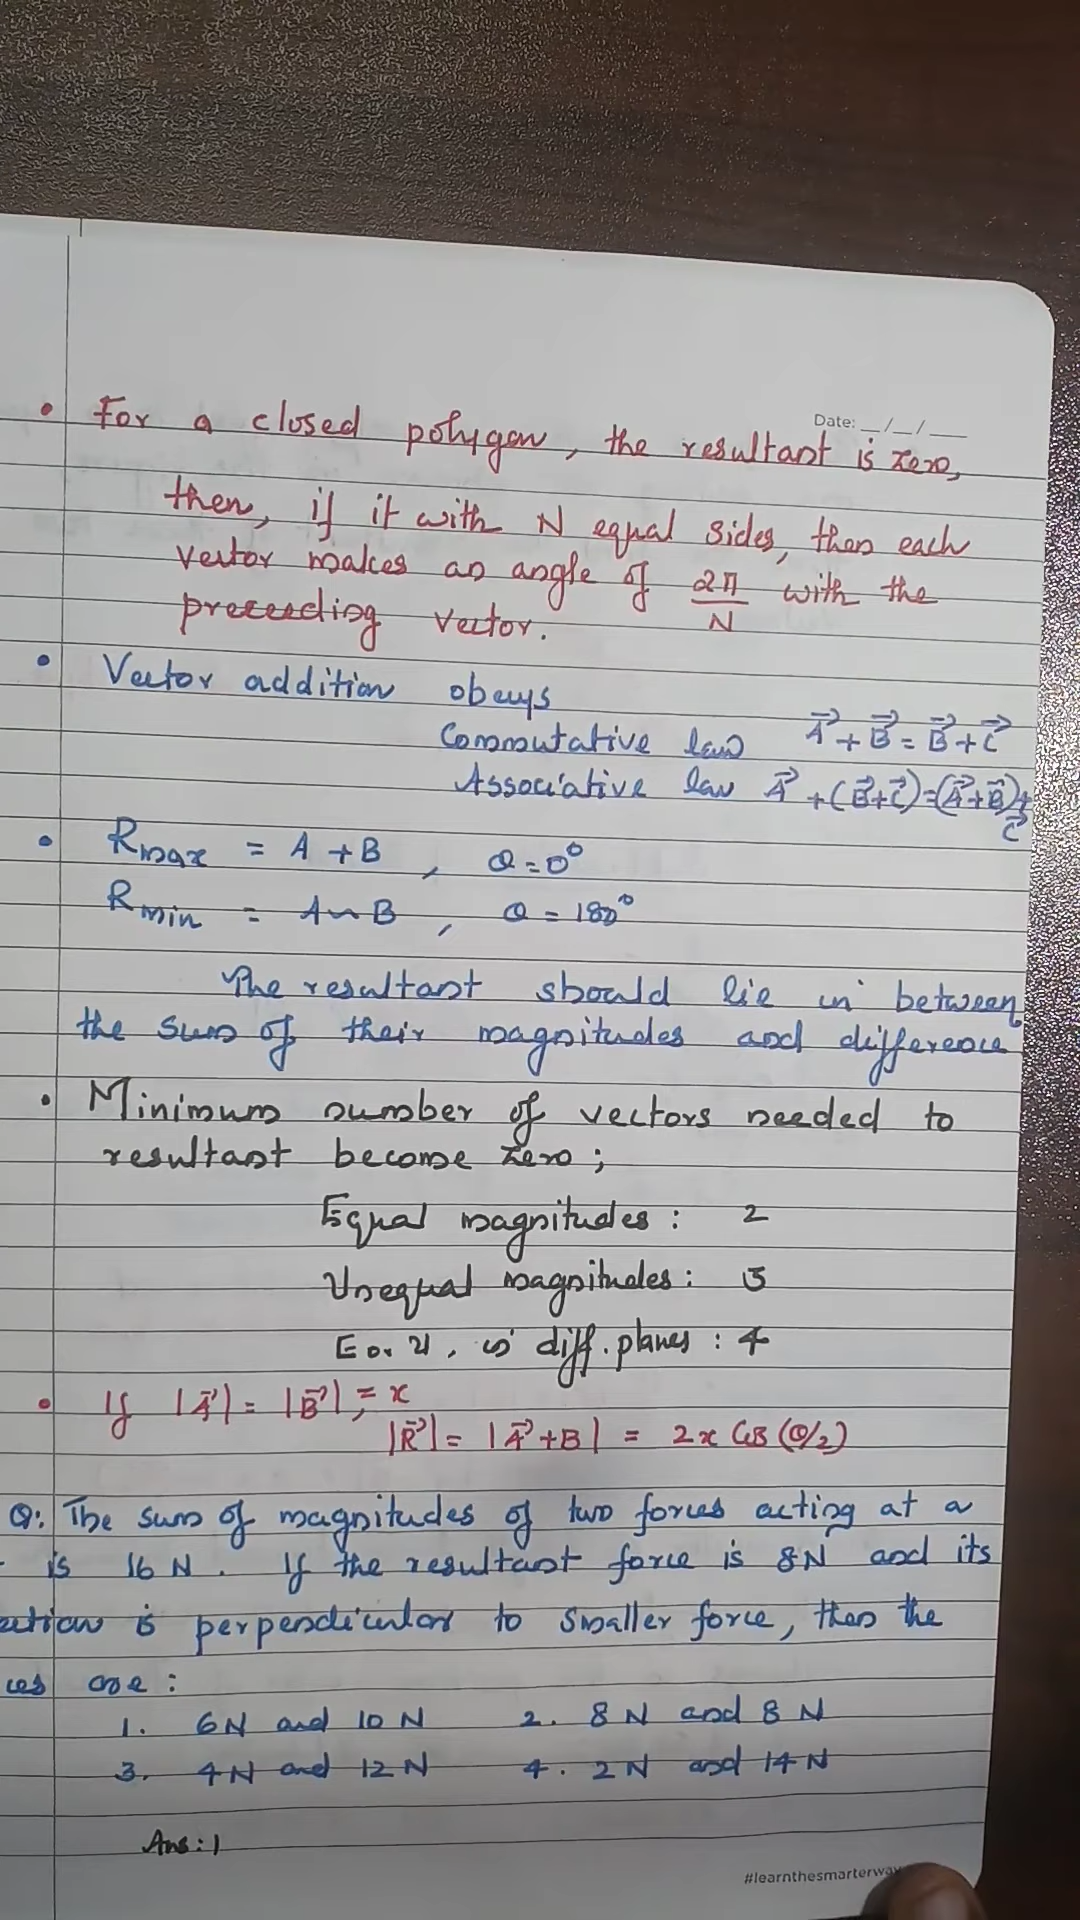 Date: __/__/___
• For a closed polygon, the resultant is zero,
then, if it with N equal sides, then each
vector makes an angle of 2π/N with the
preceeding vector.
• Vector addition obeys
Commutative law A⃗ + B⃗ = B⃗ + C⃗
Associative law A⃗ + (B⃗+C⃗) = (A⃗+B⃗)+
C⃗
• Rmax = A + B , θ = 0°
Rmin = A ~ B , θ = 180°
The resultant should lie in between
the sum of their magnitudes and difference
• Minimum number of vectors needed to
resultant become zero ;
Equal magnitudes : 2
Unequal magnitudes : 3
E or U , in diff. planes : 4
• If |A⃗| = |B⃗| = x
|R⃗| = |A⃗+B| = 2x Cos (θ/2)
Q: The sum of magnitudes of two forces acting at a
is 16 N. If the resultant force is 8N and its
is perpendicular to smaller force, then the
ces are :
1. 6N and 10 N 2. 8 N and 8 N
3. 4N and 12 N 4. 2N and 14 N
Ans : 1
#learnthesmarterway